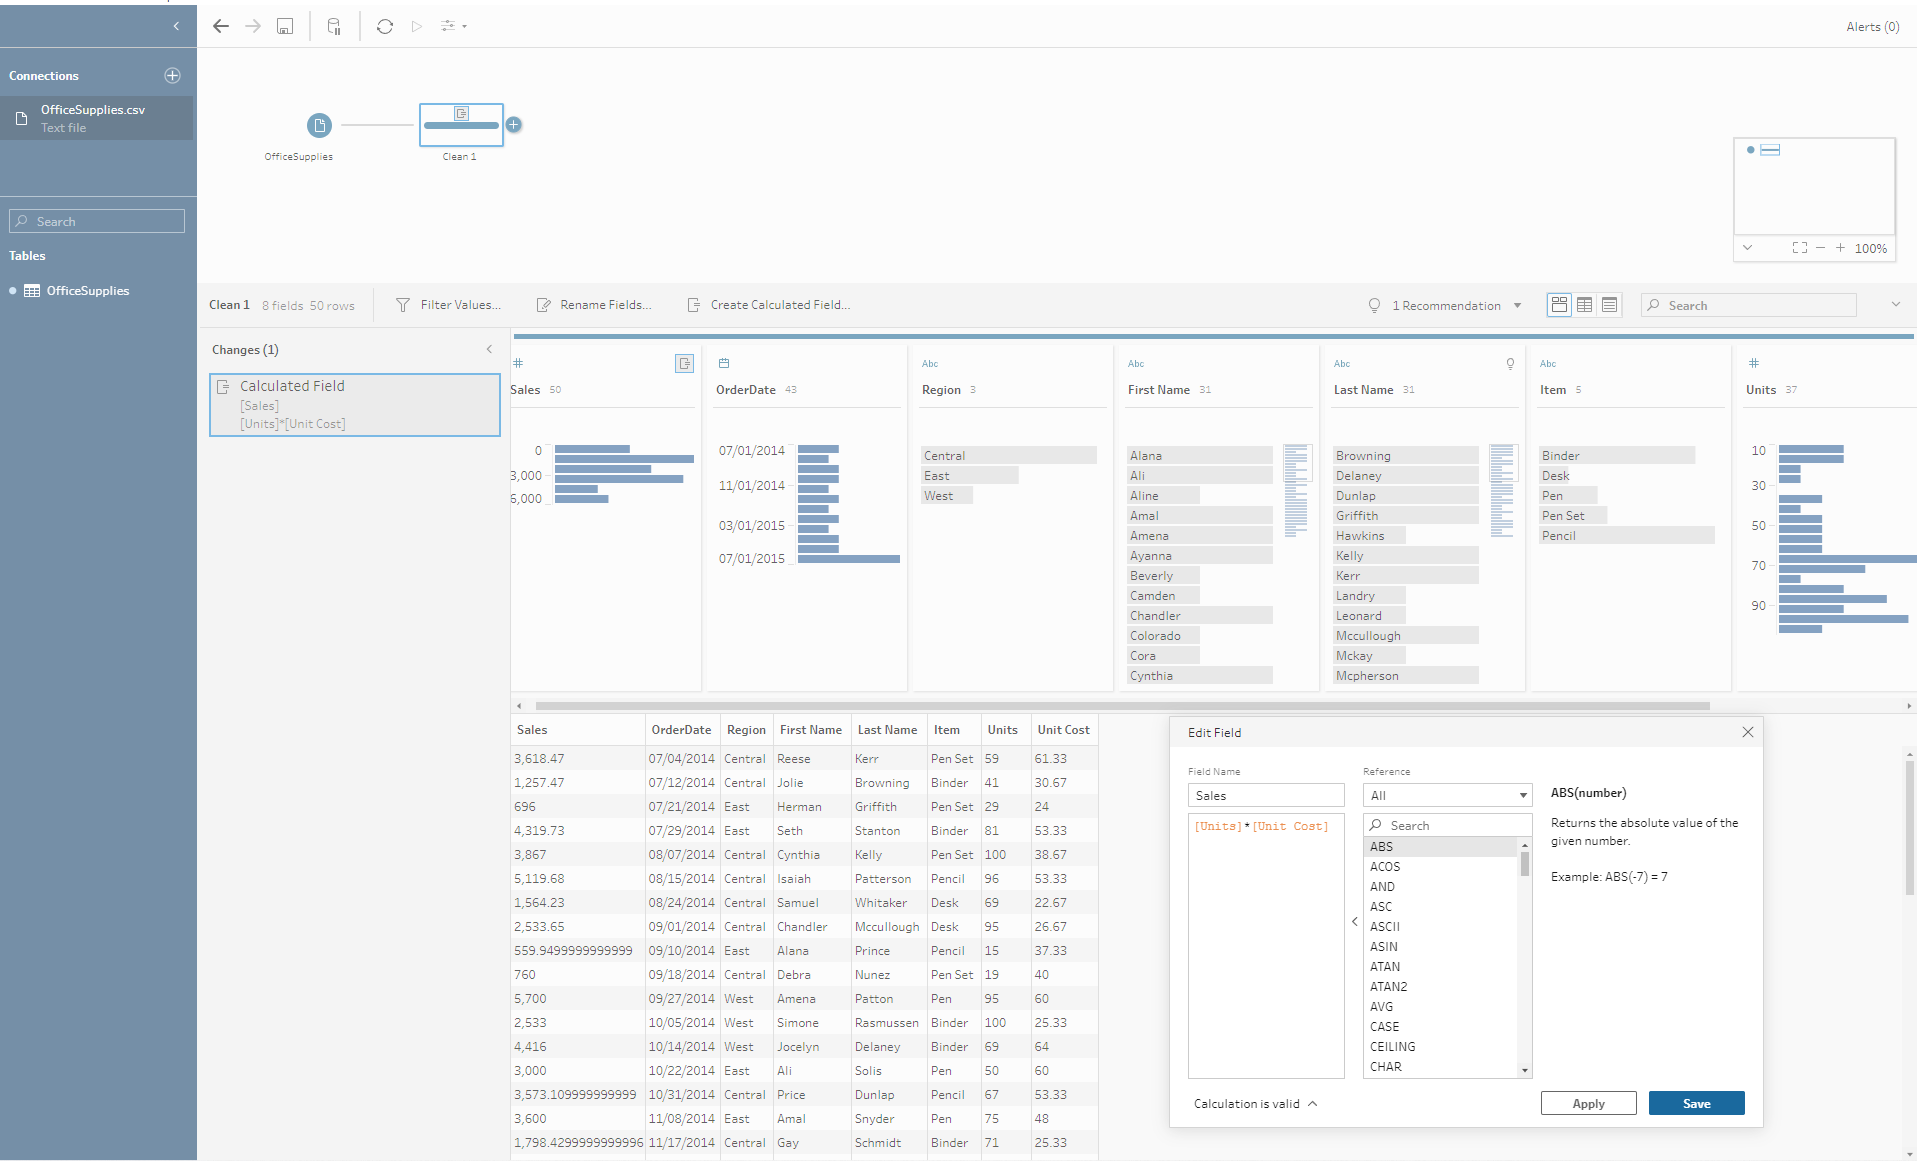 Alerts (0)
Connections
OfficeSupplies.csv
Text file
OfficeSupplies
Clean 1
Search
Tables
OfficeSupplies
100%
Clean 1 8 fields 50 rows
Filter Values...
Rename Fields...
Create Calculated Field...
1 Recommendation
Search
Changes (1)
Calculated Field
[Sales]
[Units]*[Unit Cost]
#
Sales 50
0
3,000
6,000
OrderDate 43
07/01/2014
11/01/2014
03/01/2015
07/01/2015
Abc
Region 3
Central
East
West
Abc
First Name 31
Alana
Ali
Aline
Amal
Amena
Ayanna
Beverly
Camden
Chandler
Colorado
Cora
Cynthia
Abc
Last Name 31
Browning
Delaney
Dunlap
Griffith
Hawkins
Kelly
Kerr
Landry
Leonard
Mccullough
Mckay
Mcpherson
Abc
Item 5
Binder
Desk
Pen
Pen Set
Pencil
#
Units 37
10
30
50
70
90
Sales OrderDate Region First Name Last Name Item Units Unit Cost
3,618.47 07/04/2014 Central Reese Kerr Pen Set 59 61.33
1,257.47 07/12/2014 Central Jolie Browning Binder 41 30.67
696 07/21/2014 East Herman Griffith Pen Set 29 24
4,319.73 07/29/2014 East Seth Stanton Binder 81 53.33
3,867 08/07/2014 Central Cynthia Kelly Pen Set 100 38.67
5,119.68 08/15/2014 Central Isaiah Patterson Pencil 96 53.33
1,564.23 08/24/2014 Central Samuel Whitaker Desk 69 22.67
2,533.65 09/01/2014 Central Chandler Mccullough Desk 95 26.67
559.9499999999999 09/10/2014 East Alana Prince Pencil 15 37.33
760 09/18/2014 Central Debra Nunez Pen Set 19 40
5,700 09/27/2014 West Amena Patton Pen 95 60
2,533 10/05/2014 West Simone Rasmussen Binder 100 25.33
4,416 10/14/2014 West Jocelyn Delaney Binder 69 64
3,000 10/22/2014 East Ali Solis Pen 50 60
3,573.109999999999 10/31/2014 Central Price Dunlap Pencil 67 53.33
3,600 11/08/2014 East Amal Snyder Pen 75 48
1,798.4299999999996 11/17/2014 Central Gay Schmidt Binder 71 25.33
Edit Field
Field Name
Sales
[Units]*[Unit Cost]
Reference
All
Search
ABS
ACOS
AND
ASC
ASCII
ASIN
ATAN
ATAN2
AVG
CASE
CEILING
CHAR
ABS(number)
Returns the absolute value of the
given number.
Example: ABS(-7) = 7
Calculation is valid
Apply
Save